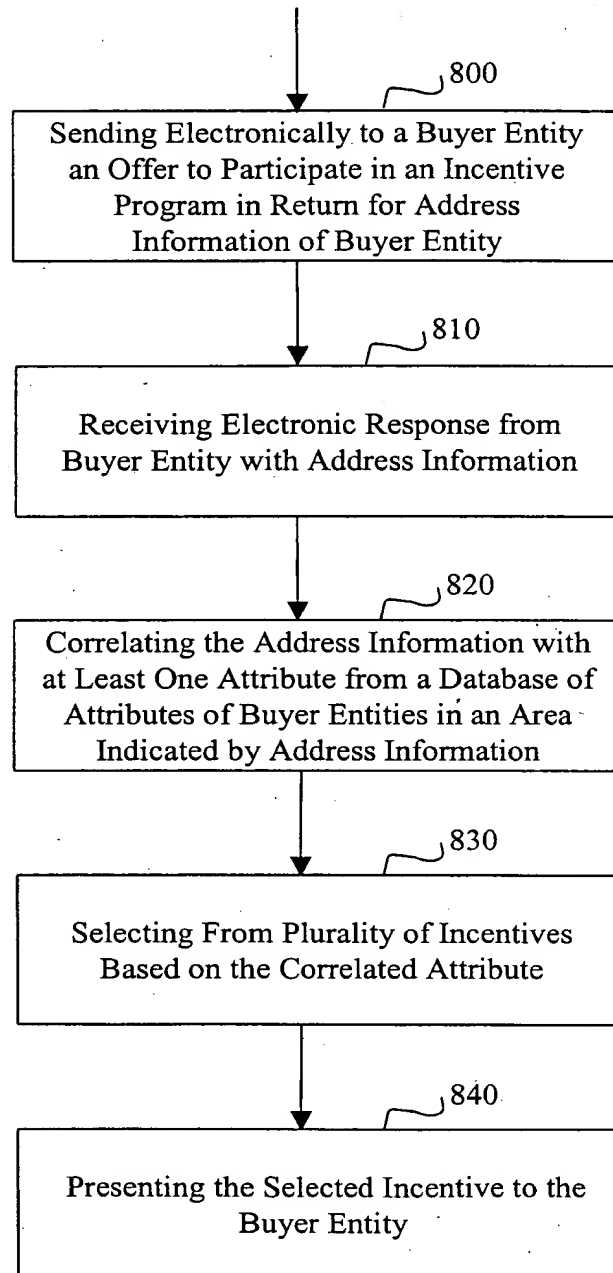 800
Sending Electronically to a Buyer Entity
an Offer to Participate in an Incentive
Program in Return for Address
Information of Buyer Entity
810
Receiving Electronic Response from
Buyer Entity with Address Information
820
Correlating the Address Information with
at Least One Attribute from a Database of
Attributes of Buyer Entities in an Area
Indicated by Address Information
830
Selecting From Plurality of Incentives
Based on the Correlated Attribute
840
Presenting the Selected Incentive to the
Buyer Entity